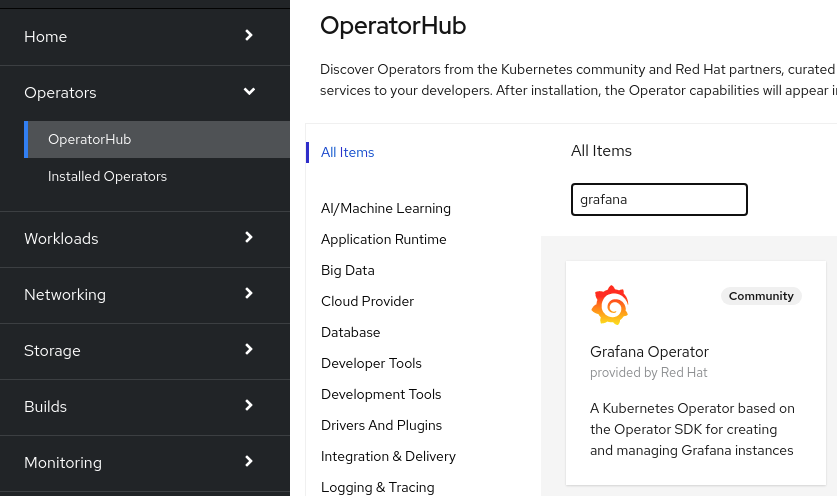 Home
Operators
OperatorHub
Installed Operators
Workloads
Networking
Storage
Builds
Monitoring
OperatorHub
Discover Operators from the Kubernetes community and Red Hat partners, curated
services to your developers. After installation, the Operator capabilities will appear
All Items
AI/Machine Learning
Application Runtime
Big Data
Cloud Provider
Database
Developer Tools
Development Tools
Drivers And Plugins
Integration & Delivery
Logging & Tracing
All Items
grafana
Community
Grafana Operator
provided by Red Hat
A Kubernetes Operator based on
the Operator SDK for creating
and managing Grafana instances